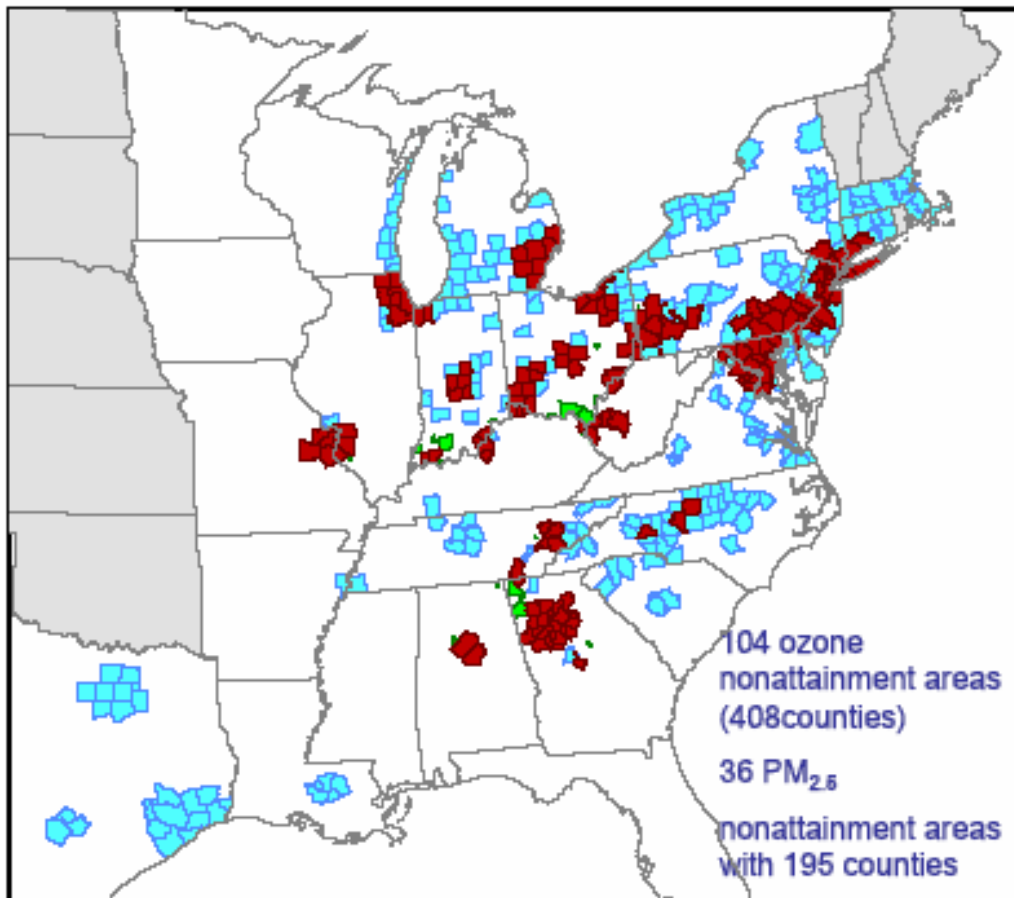 104 ozone
nonattainment areas
(408counties)
36 PM2.5
nonattainment areas
with 195 counties